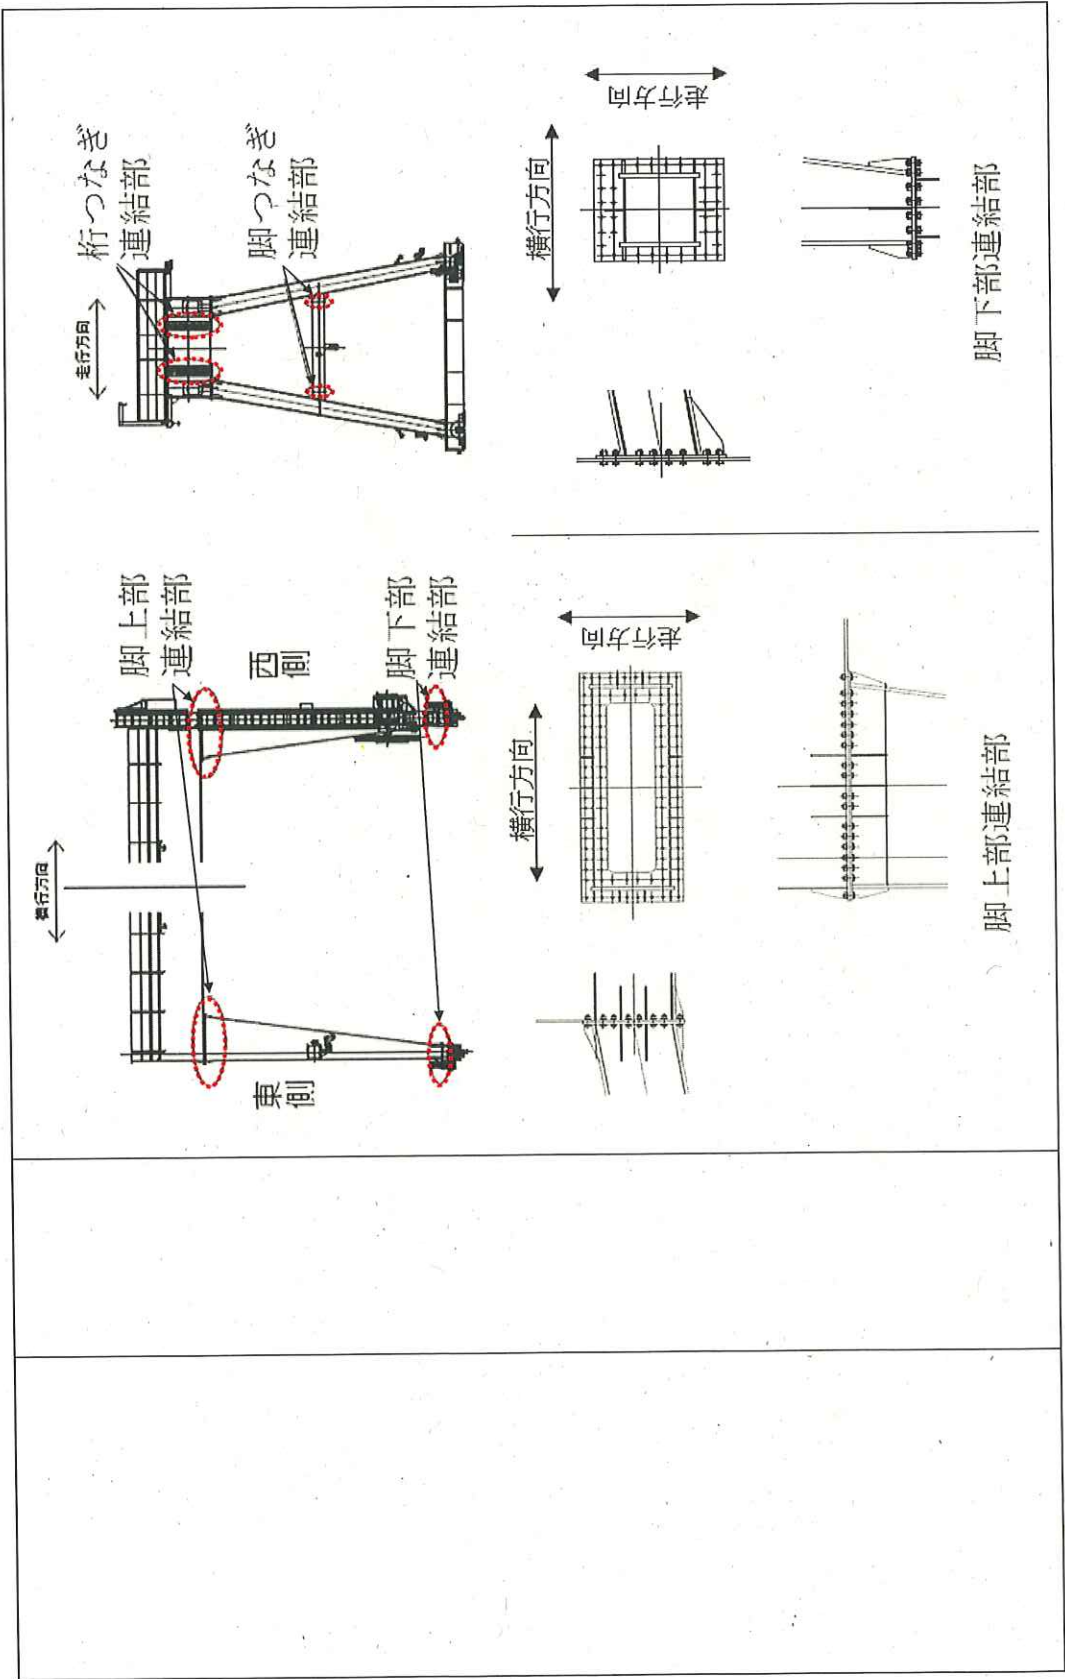 横行方向
脚上部
連結部
西側
東側
脚下部
連結部
走行方向
桁つなぎ
連結部
脚つなぎ
連結部
横行方向
走行方向
脚上部連結部
横行方向
走行方向
脚下部連結部